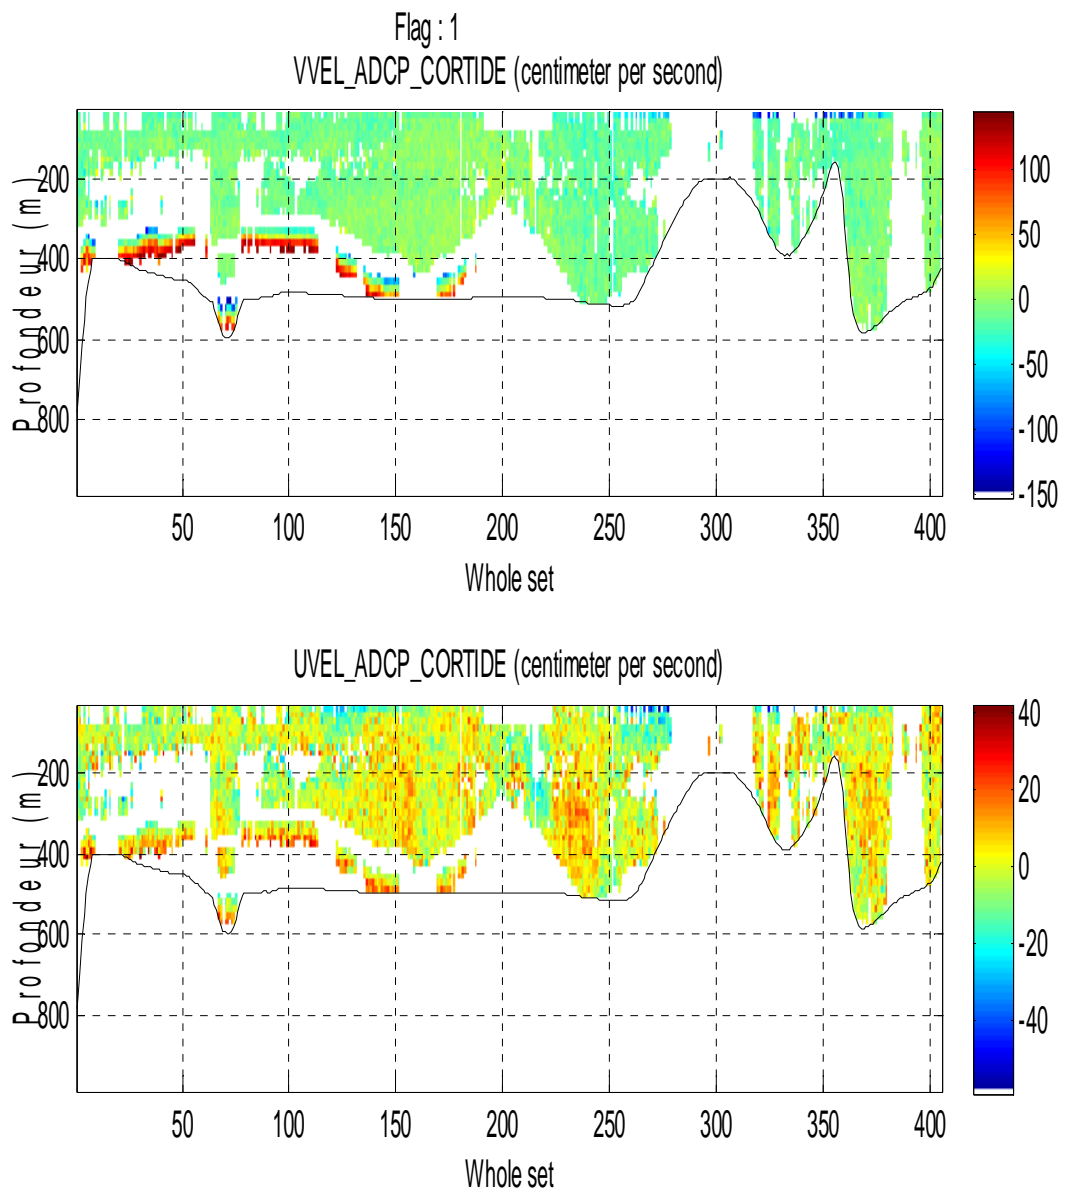 Flag : 1
VVEL_ADCP_CORTIDE (centimeter per second)
Profondeur (m)
200
400
600
800
50 100 150 200 250 300 350 400
Whole set
100
50
0
-50
-100
-150
UVEL_ADCP_CORTIDE (centimeter per second)
Profondeur (m)
200
400
600
800
50 100 150 200 250 300 350 400
Whole set
40
20
0
-20
-40